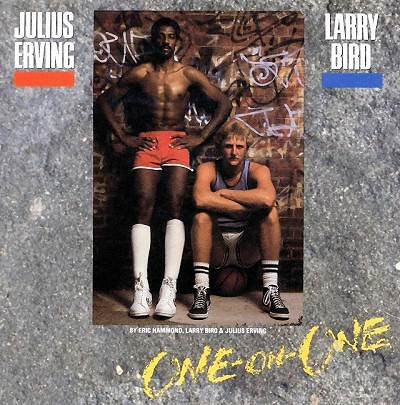 JULIUS
ERVING
LARRY
BIRD
BY ERIC HAMMOND, LARRY BIRD & JULIUS ERVING
ONE-ON-ONE